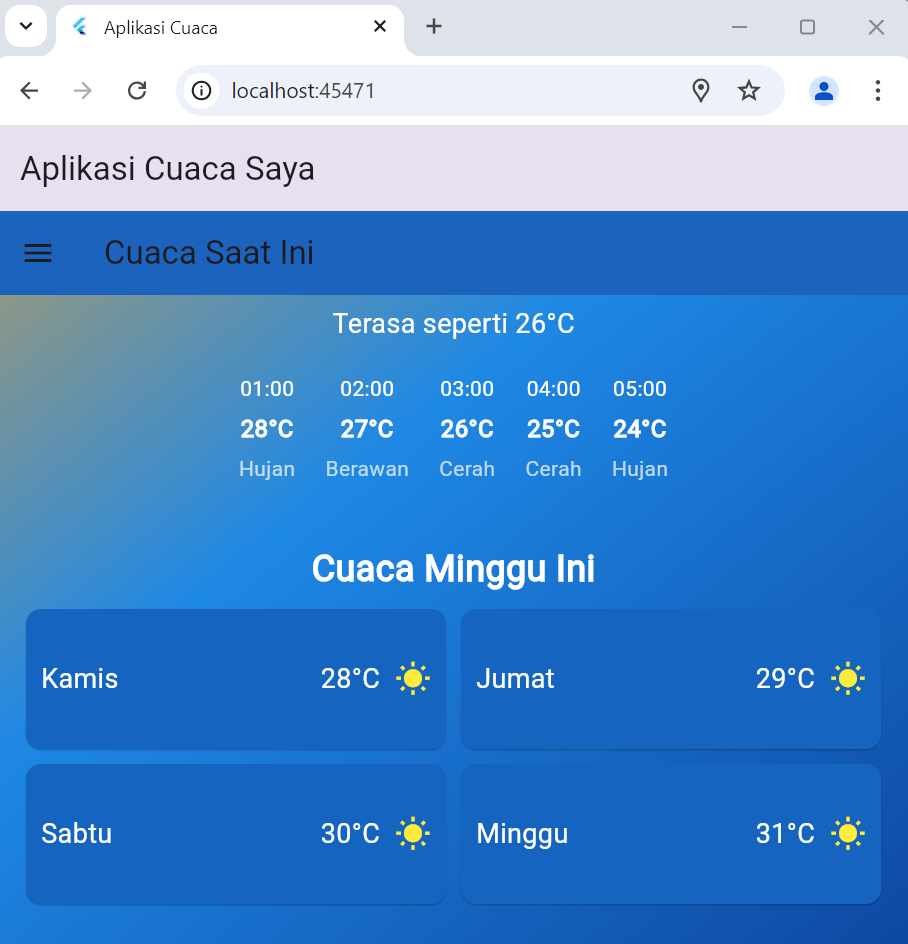 Aplikasi Cuaca
localhost:45471
Aplikasi Cuaca Saya
Cuaca Saat Ini
Terasa seperti 26°C
01:00 02:00 03:00 04:00 05:00
28°C 27°C 26°C 25°C 24°C
Hujan Berawan Cerah Cerah Hujan
Cuaca Minggu Ini
Kamis 28°C Jumat 29°C
Sabtu 30°C Minggu 31°C